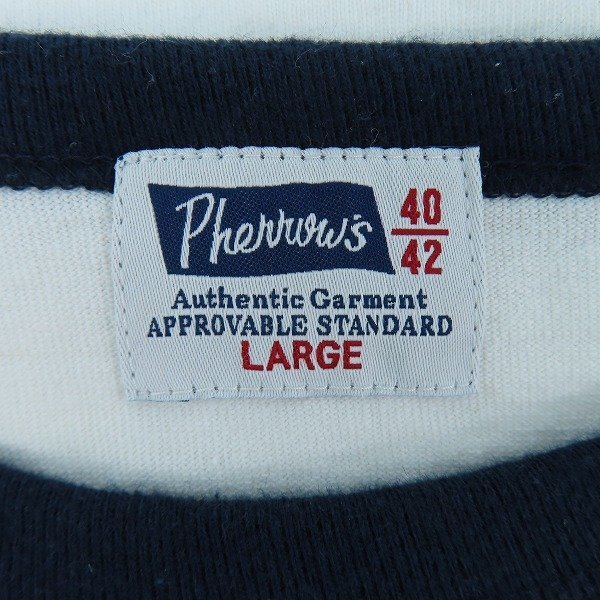 Pherrow's
40
42
Authentic Garment
APPROVABLE STANDARD
LARGE